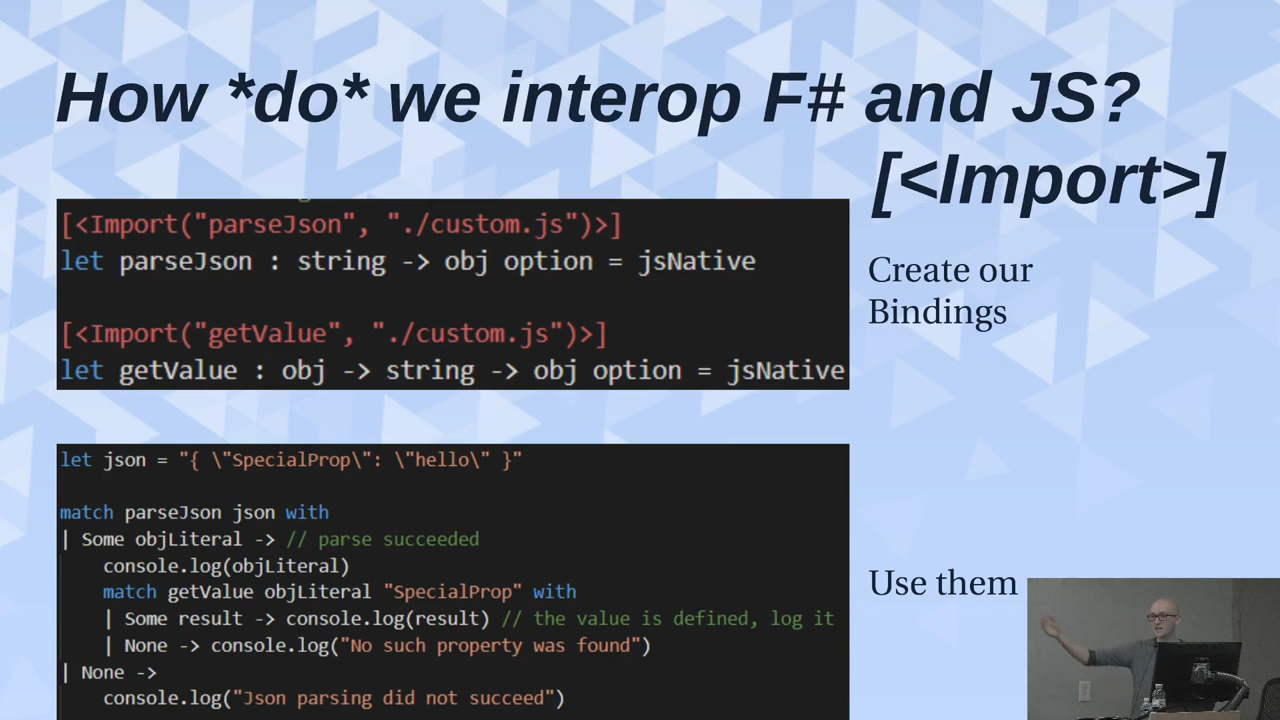 How *do* we interop F# and JS?
[<Import>]
[<Import("parseJson", "./custom.js")>]
let parseJson : string -> obj option = jsNative
[<Import("getValue", "./custom.js")>]
let getValue : obj -> string -> obj option = jsNative
Create our
Bindings
let json = "{ \"SpecialProp\": \"hello\" }"
match parseJson json with
| Some objLiteral -> // parse succeeded
console.log(objLiteral)
match getValue objLiteral "SpecialProp" with
| Some result -> console.log(result) // the value is defined, log it
| None -> console.log("No such property was found")
| None ->
console.log("Json parsing did not succeed")
Use them